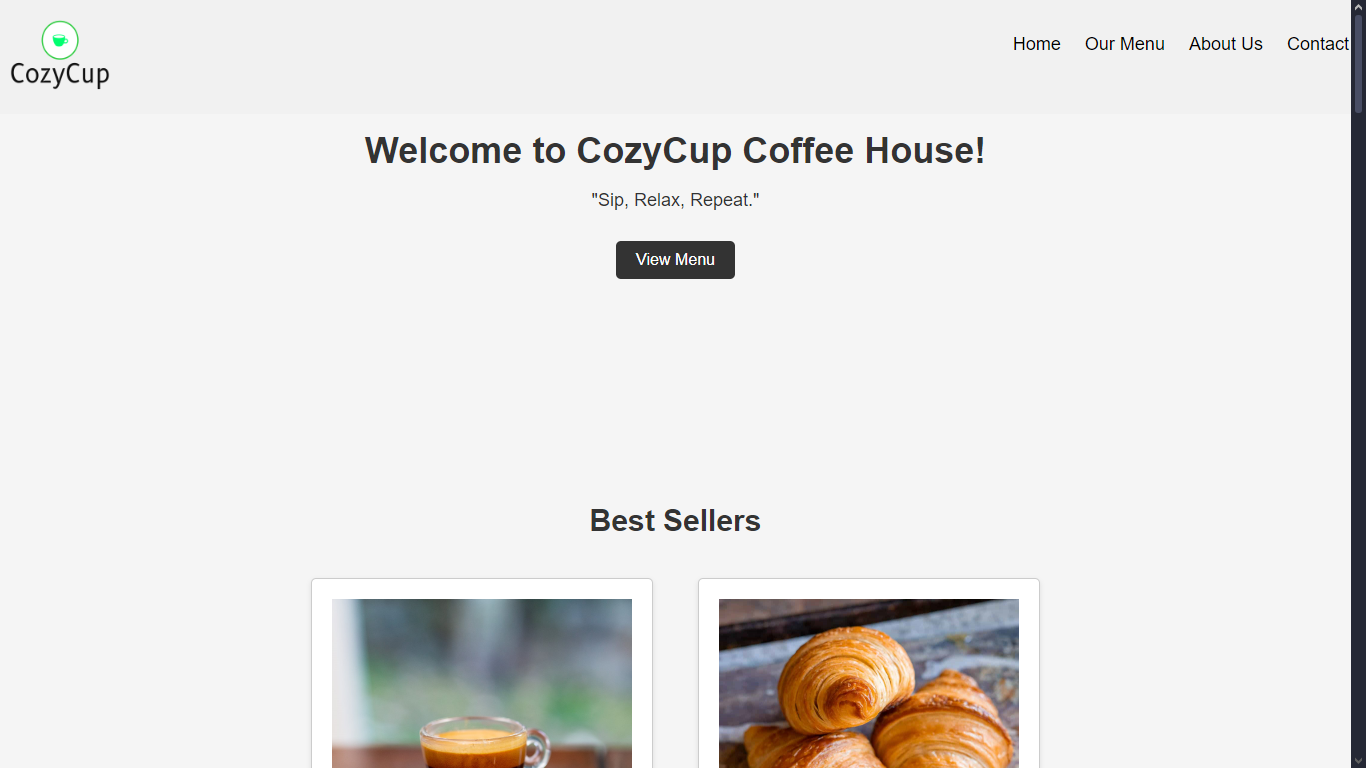 CozyCup
Home Our Menu About Us Contact
Welcome to CozyCup Coffee House!
"Sip, Relax, Repeat."
View Menu
Best Sellers